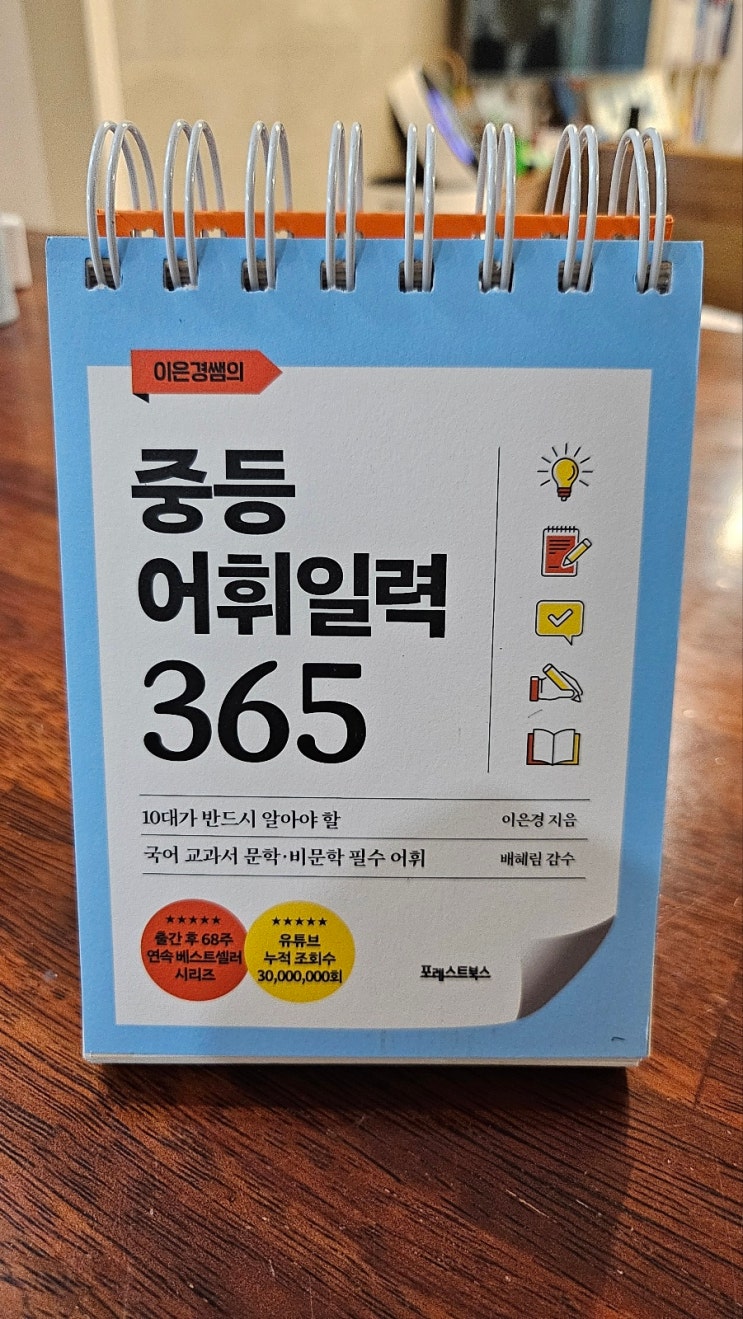 이은경쌤의
중등
어휘일력
365
10대가 반드시 알아야 할
이은경 지음
국어 교과서 문학·비문학 필수 어휘
배혜림 감수
출간 후 68주
연속 베스트셀러
시리즈
유튜브
누적 조회수
30,000,000회
포레스트북스